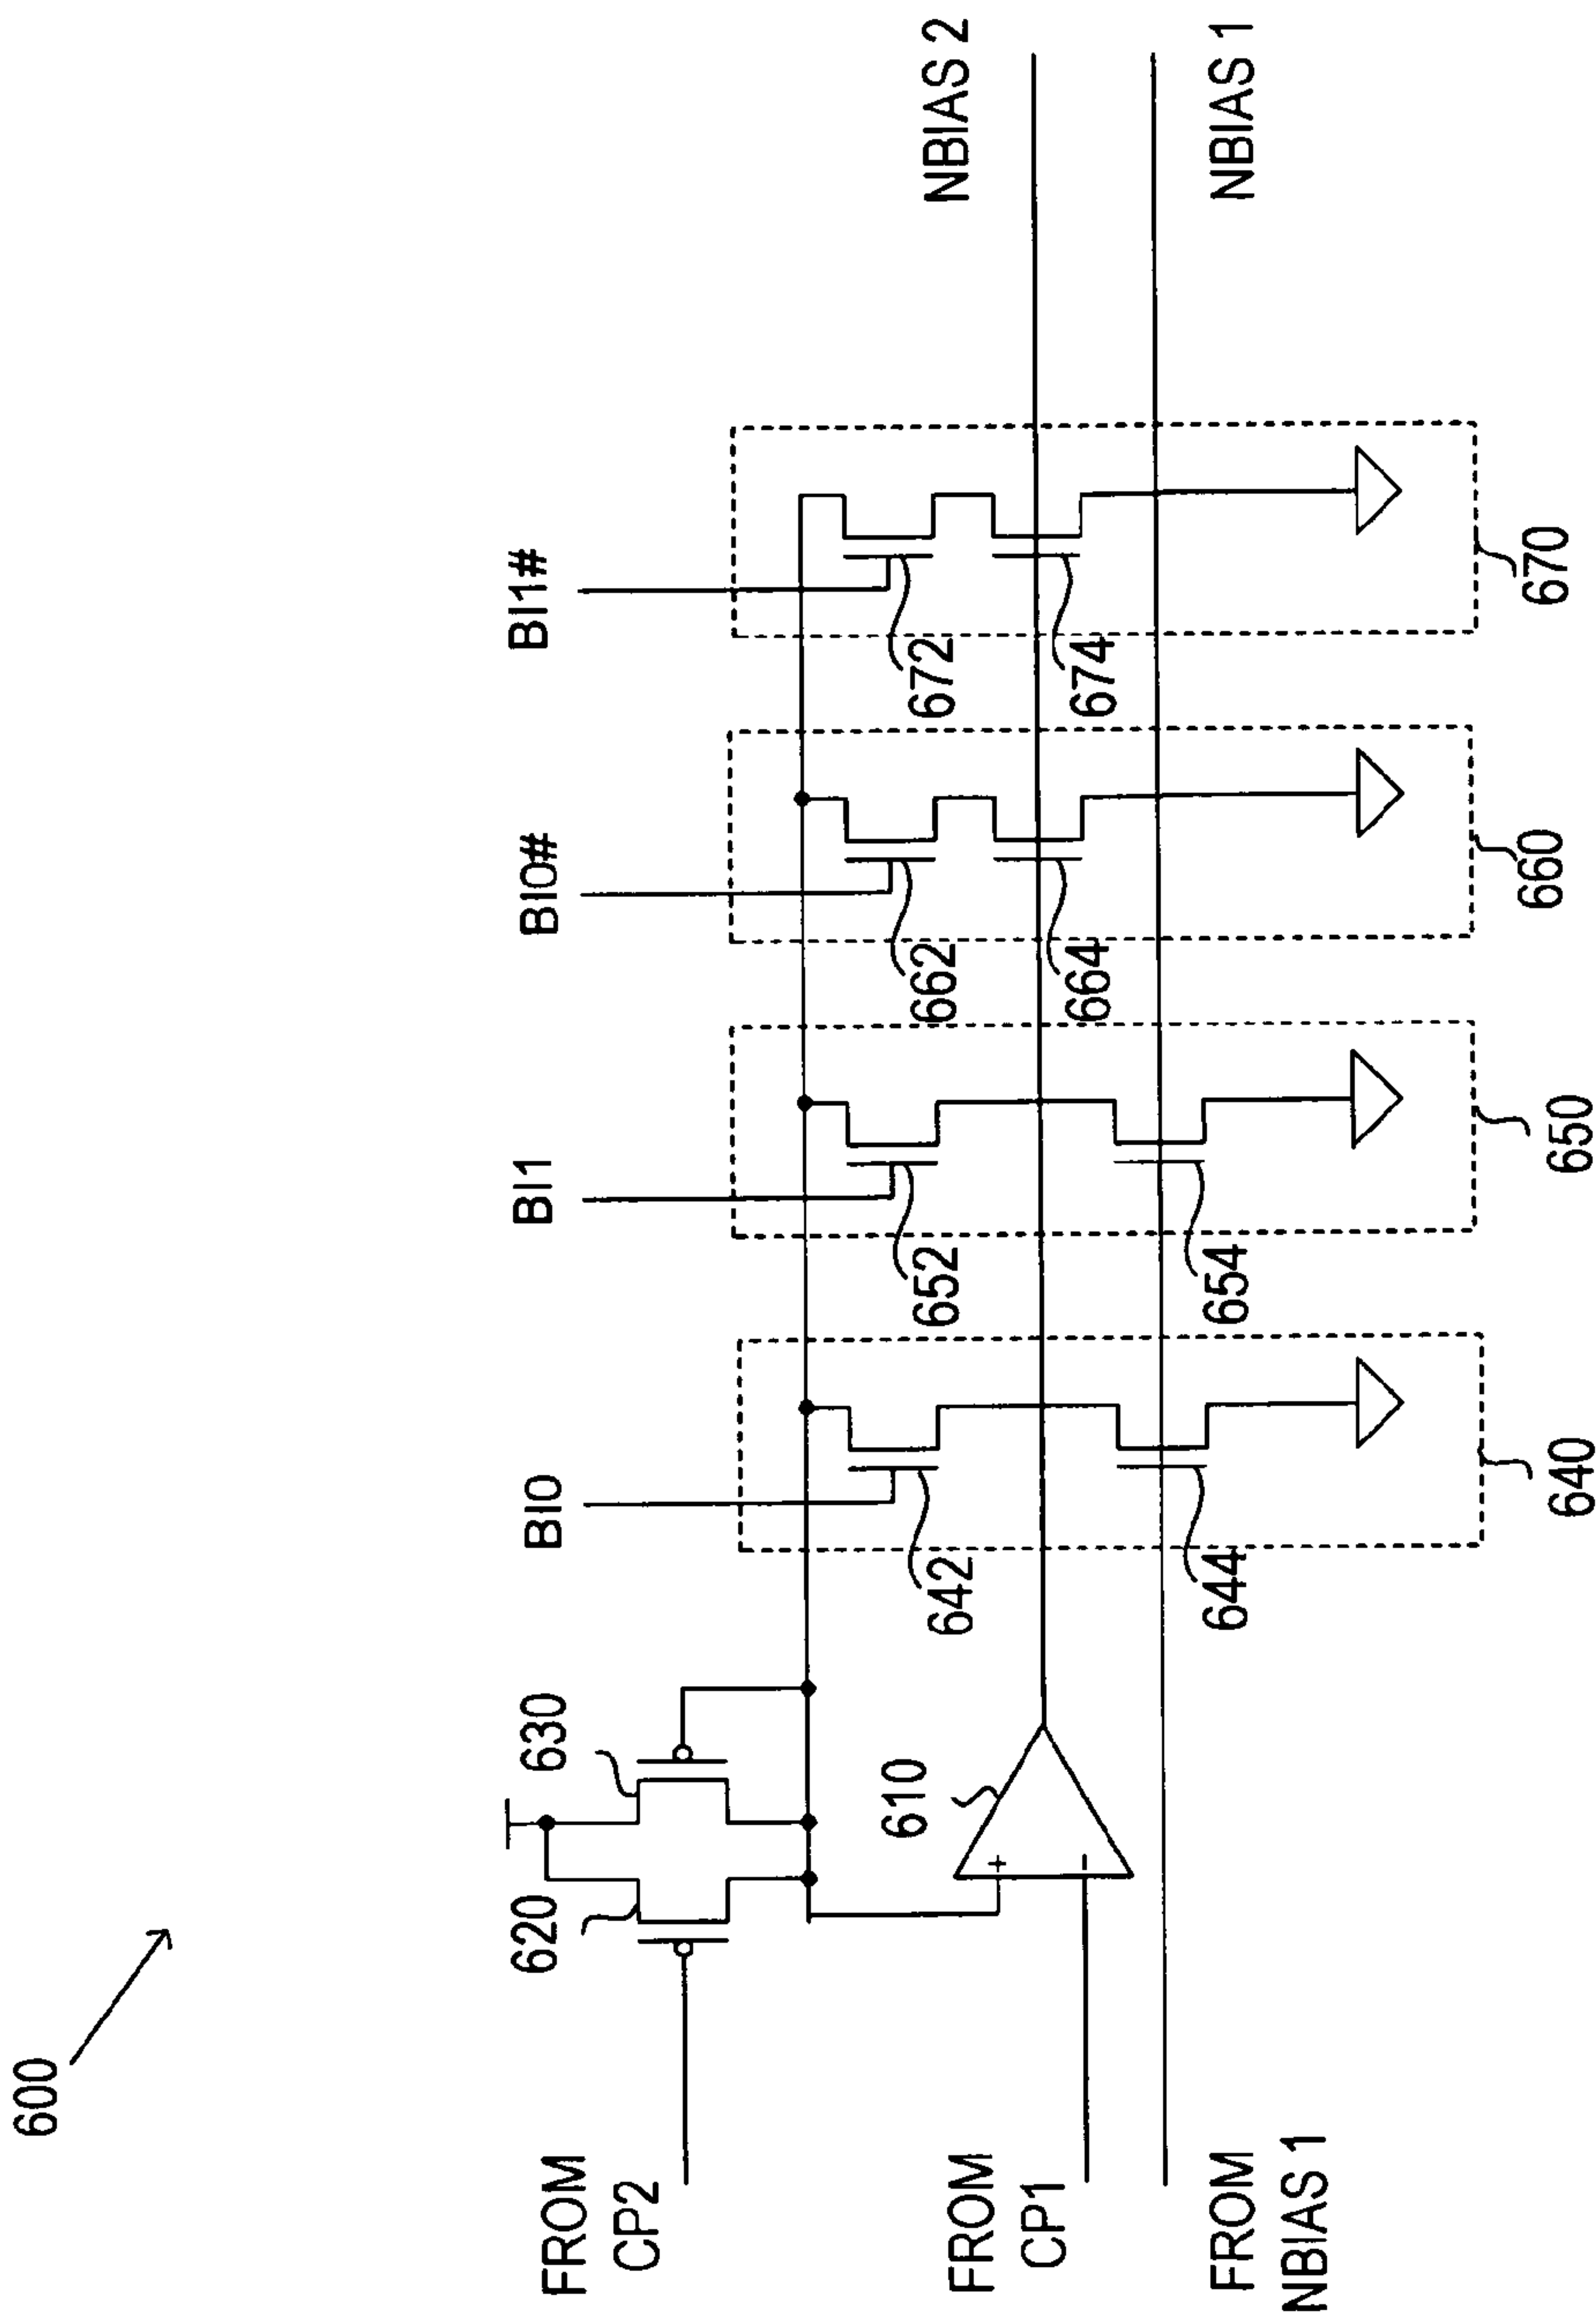 600
FROM
CP2
620
630
FROM
CP1
610
+
−
FROM
NBIAS 1
BI0
642
644
640
BI1
652
654
650
BI0#
662
664
660
BI1#
672
674
670
NBIAS 2
NBIAS 1